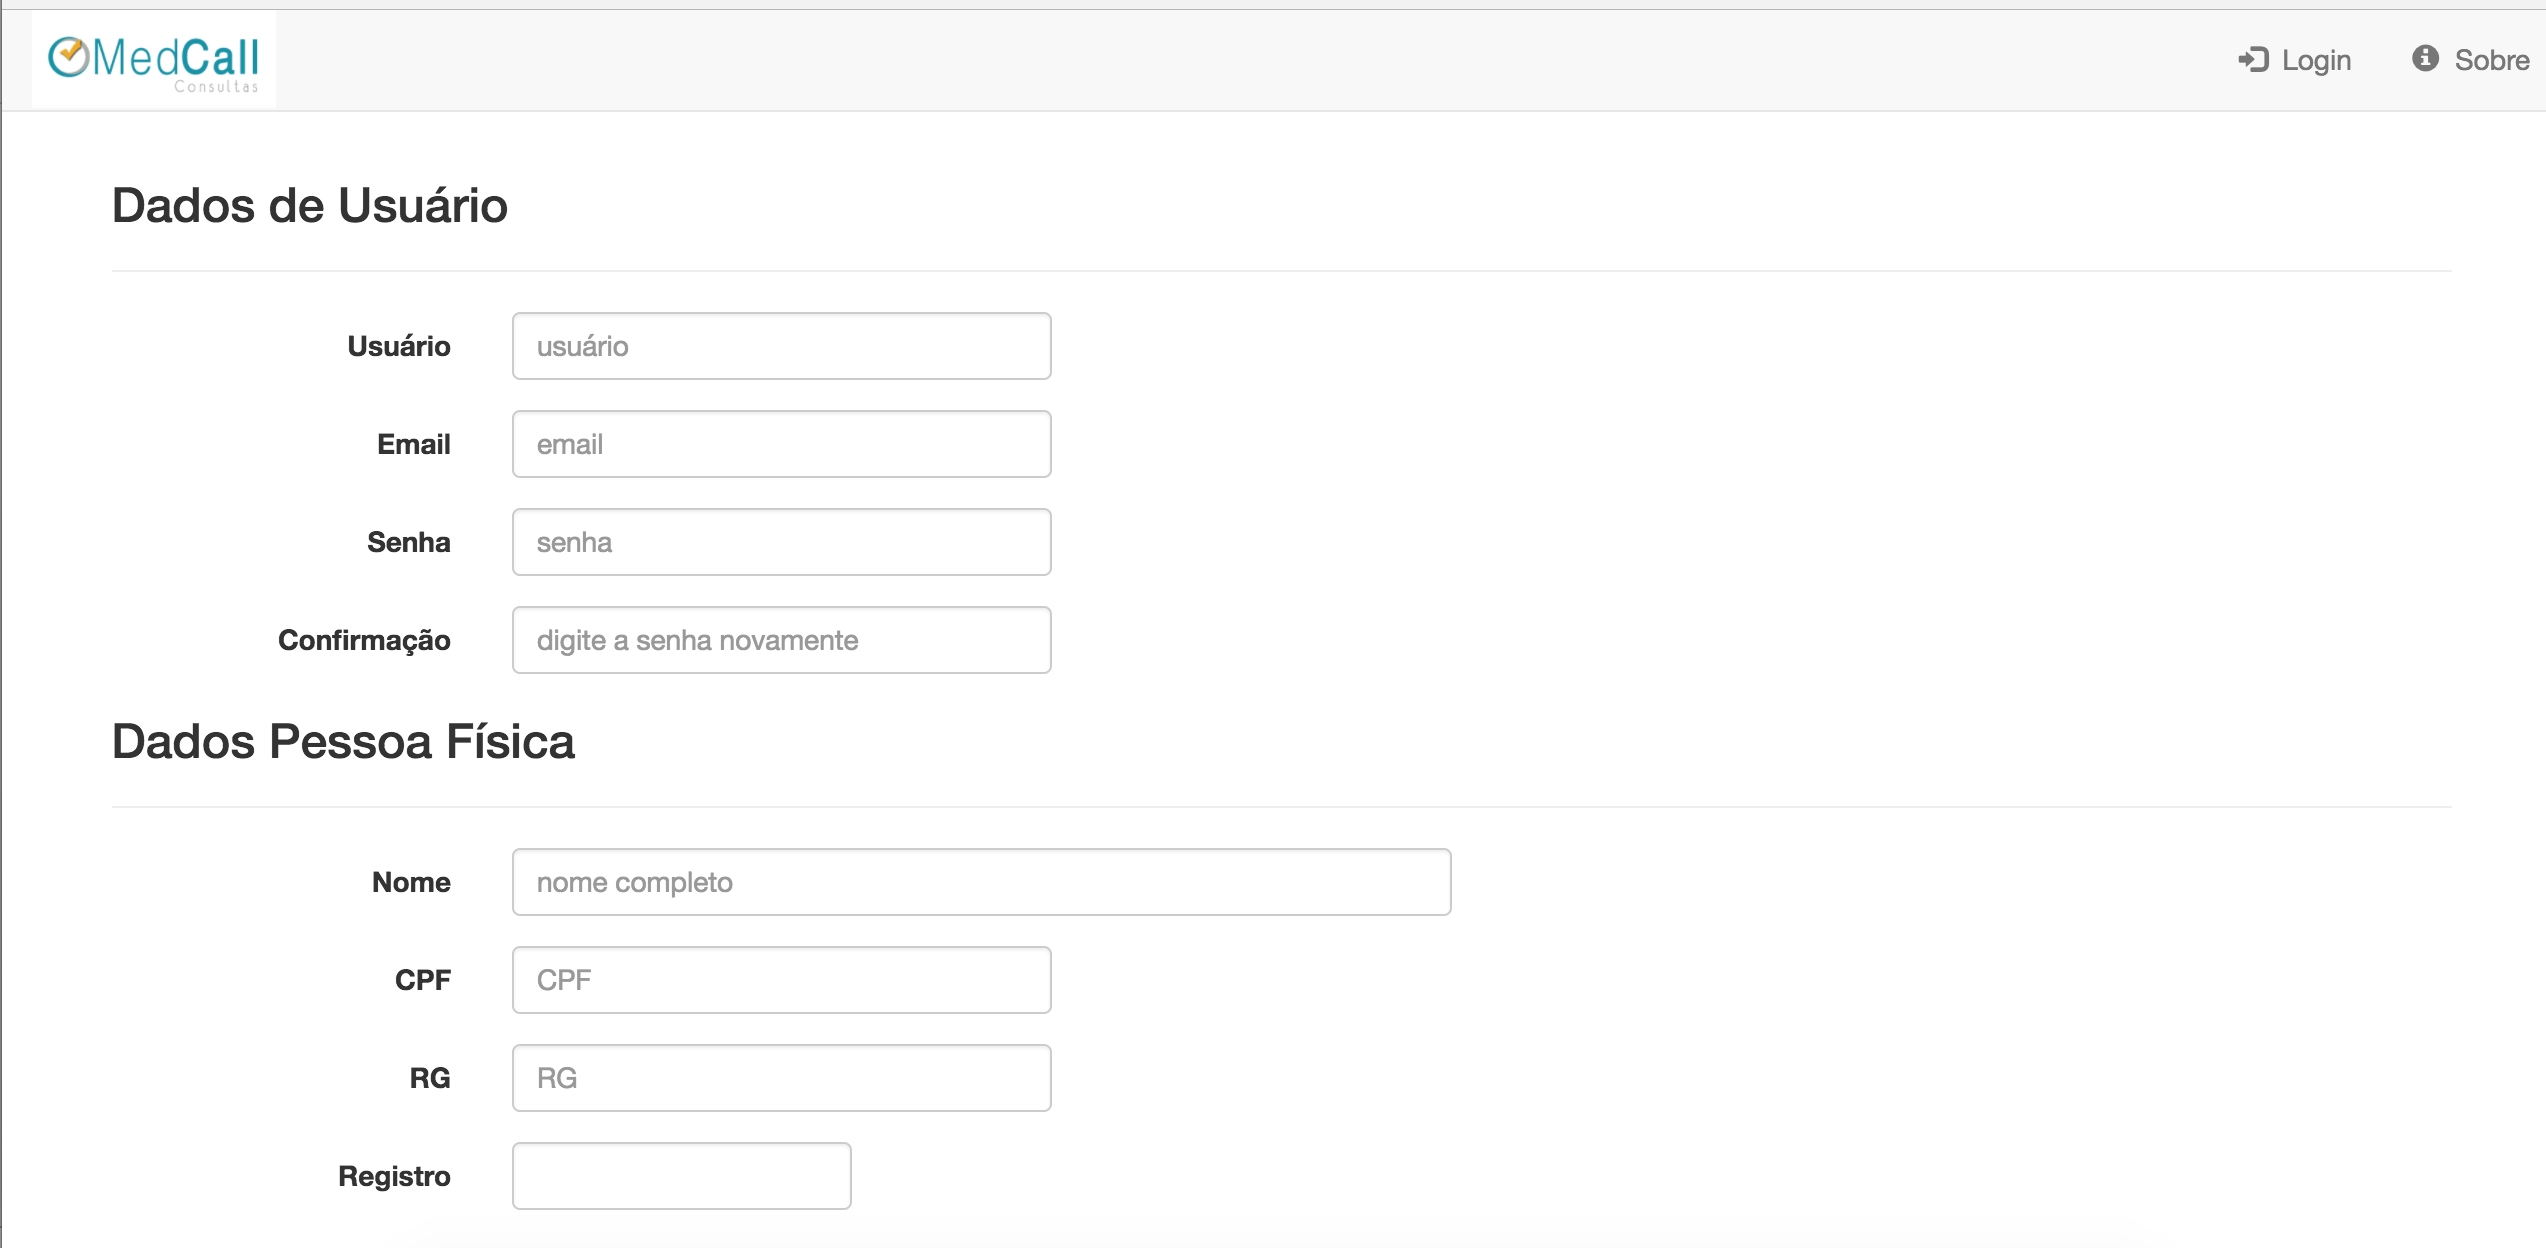 MedCall
Consultas
Login
Sobre
Dados de Usuário
Usuário
usuário
Email
email
Senha
senha
Confirmação
digite a senha novamente
Dados Pessoa Física
Nome
nome completo
CPF
CPF
RG
RG
Registro